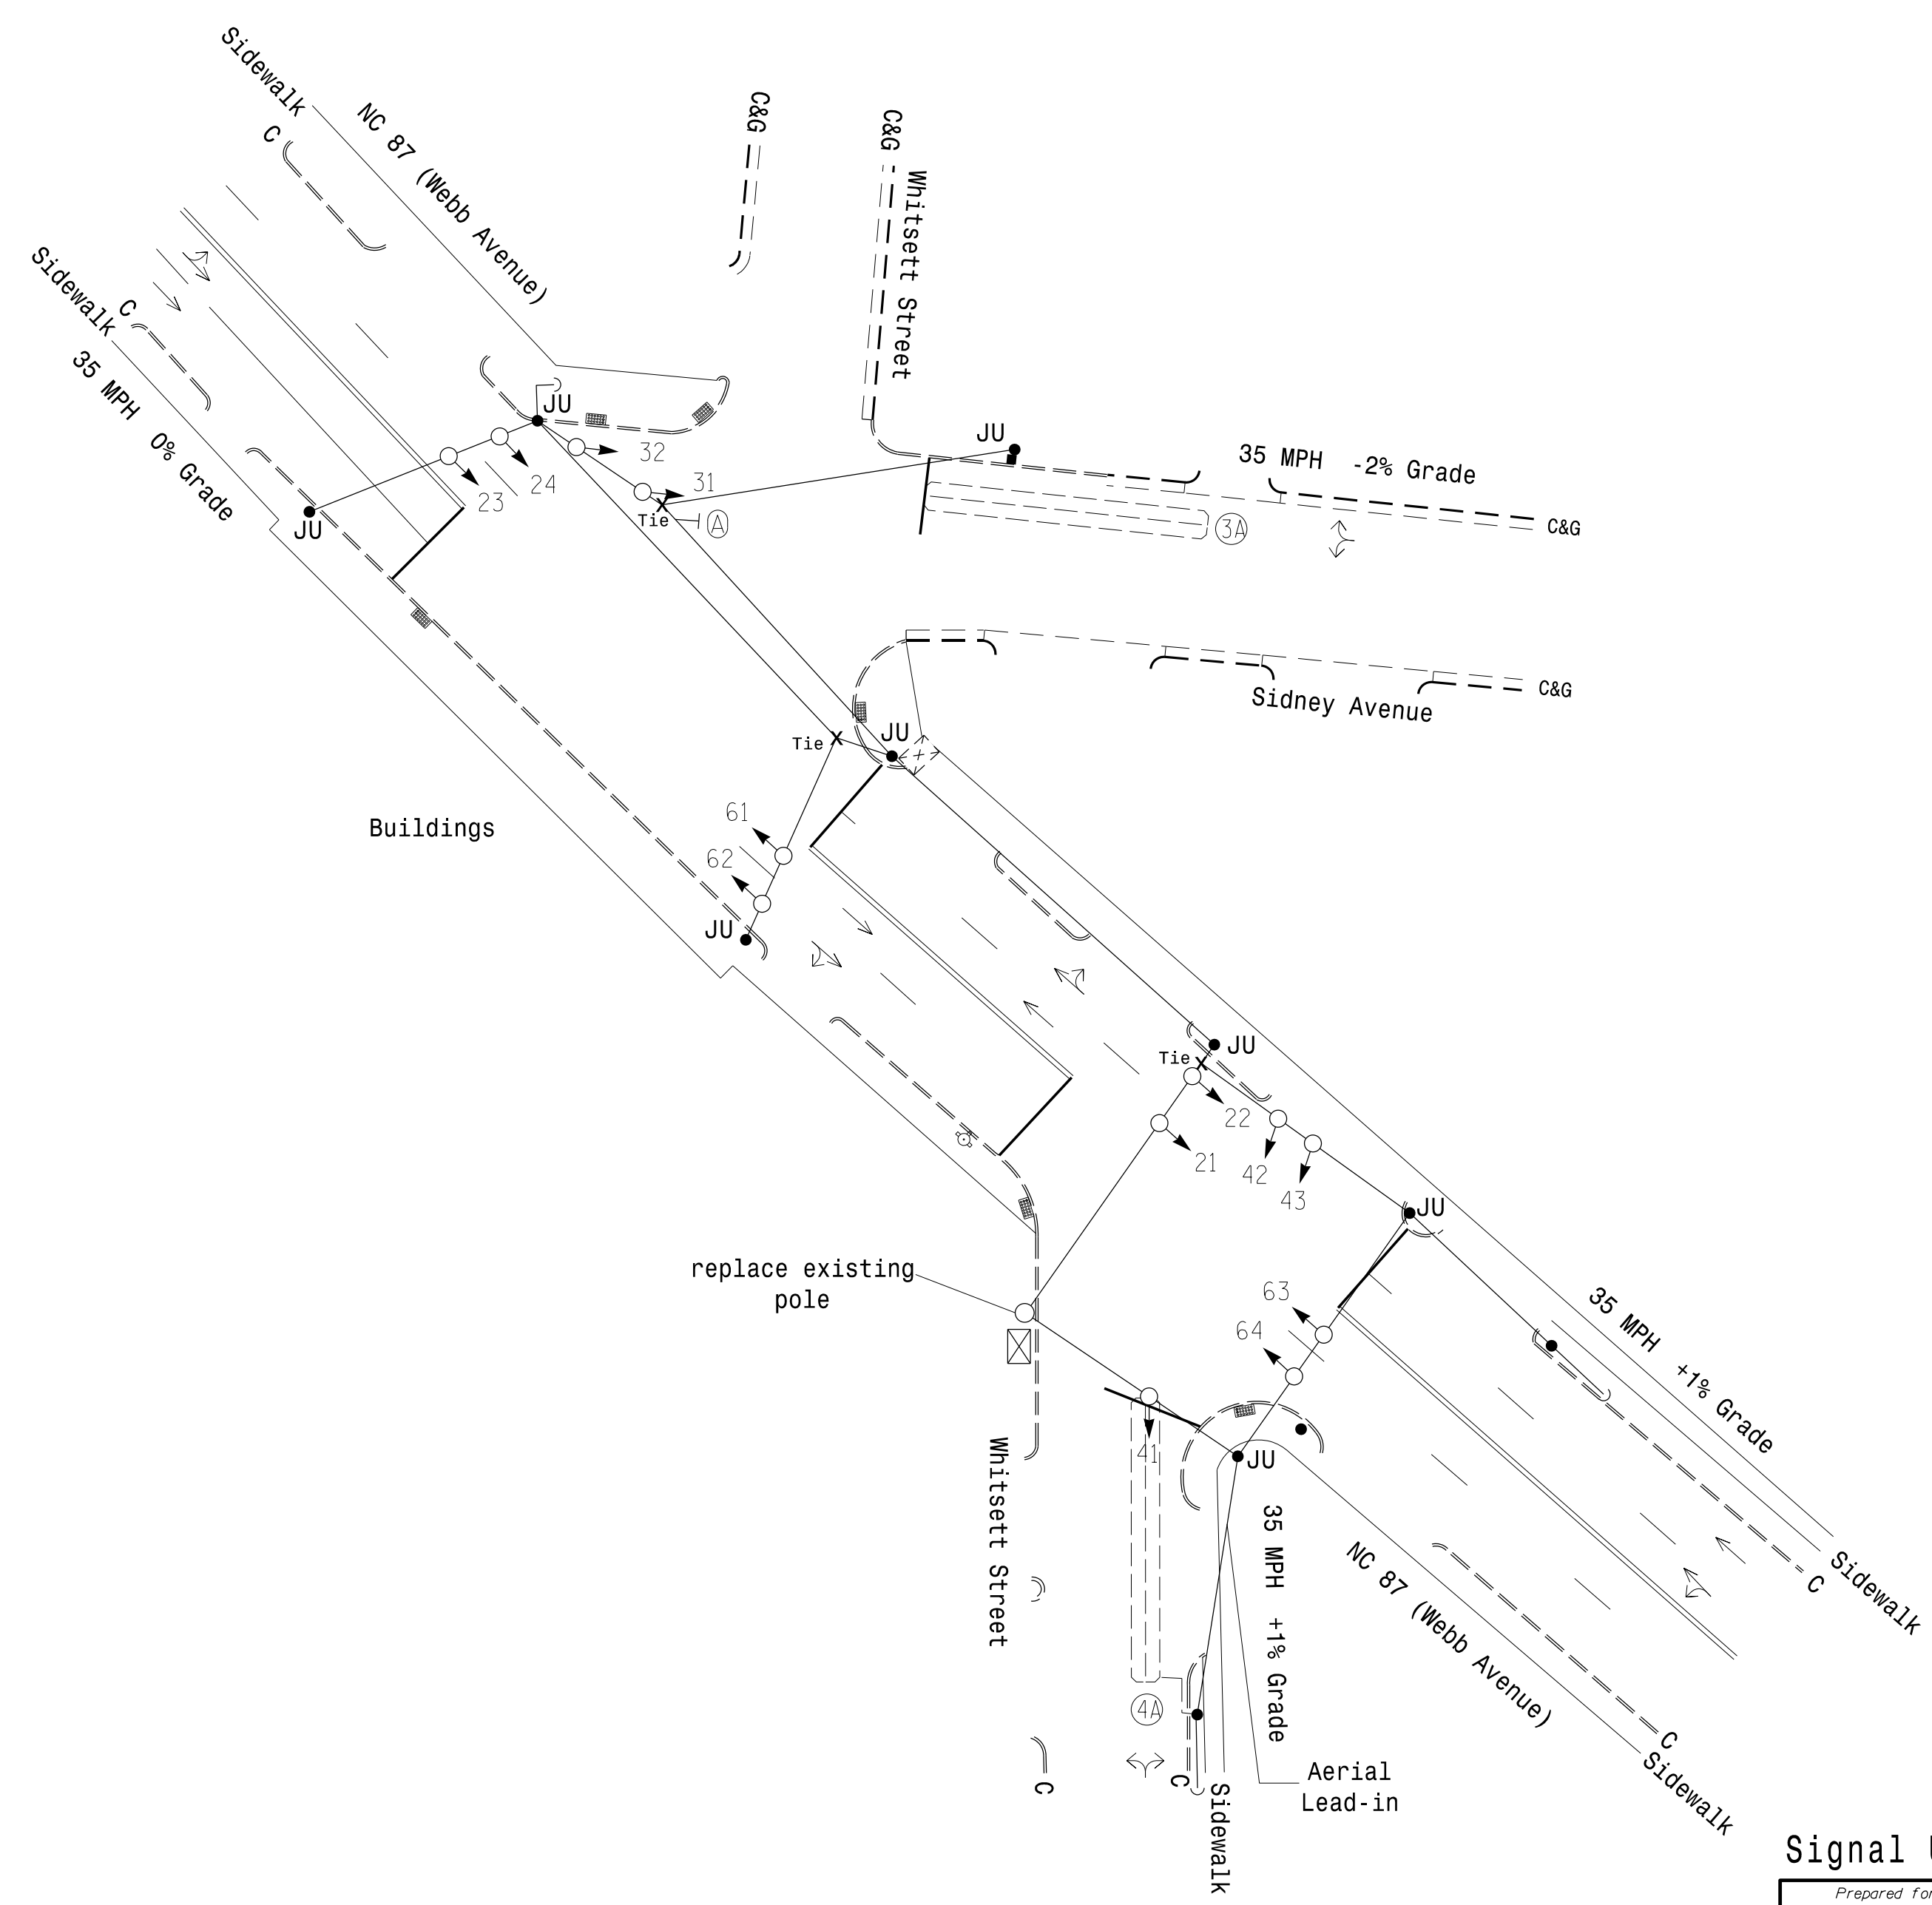 Sidewalk
NC 87 (Webb Avenue)
C
C&G
C&G
Whitsett Street
Sidewalk
C
35 MPH 0% Grade
JU
32
31
24
23
JU
Tie
A
JU
35 MPH -2% Grade
C&G
3A
C&G
Sidney Avenue
JU
Tie
61
62
JU
Buildings
JU
Tie
22
21
42
43
JU
replace existing
pole
63
64
35 MPH +1% Grade
41
JU
Whitsett Street
35 MPH +1% Grade
NC 87 (Webb Avenue)
Sidewalk
C
4A
C
Sidewalk
C
C
Sidewalk
Aerial
Lead-in
Signal U
Prepared for